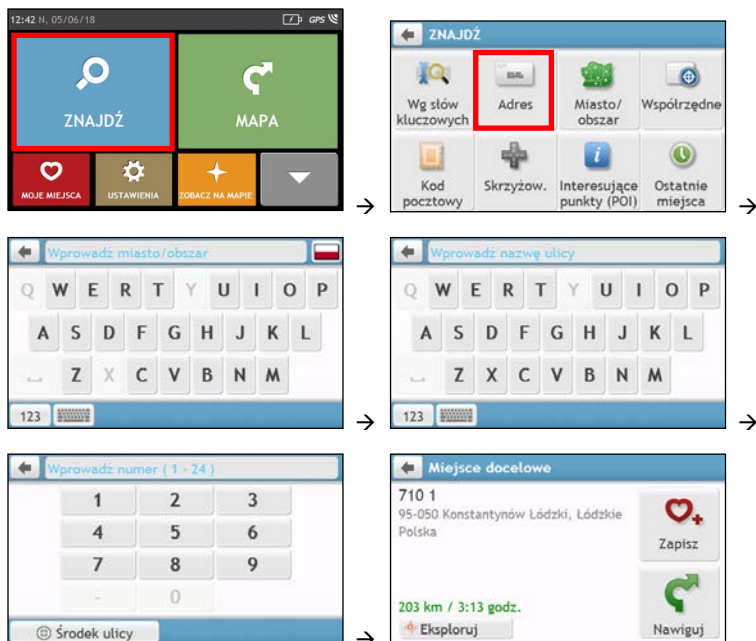 12:42 N, 05/06/18 GPS
ZNAJDŹ
MAPA
MOJE MIEJSCA
USTAWIENIA
ZOBACZ NA MAPIE
→
ZNAJDŹ
Wg słów kluczowych
Adres
Miasto/ obszar
Współrzędne
Kod pocztowy
Skrzyżow.
Interesujące punkty (POI)
Ostatnie miejsca
→
Wprowadź miasto/obszar
Q W E R T Y U I O P
A S D F G H J K L
Z X C V B N M
123
→
Wprowadź nazwę ulicy
Q W E R T Y U I O P
A S D F G H J K L
Z X C V B N M
123
→
Wprowadź numer ( 1 - 24 )
1 2 3
4 5 6
7 8 9
- 0
Środek ulicy
→
Miejsce docelowe
710 1
95-050 Konstantynów Łódzki, Łódzkie
Polska
Zapisz
203 km / 3:13 godz.
Eksploruj
Nawiguj